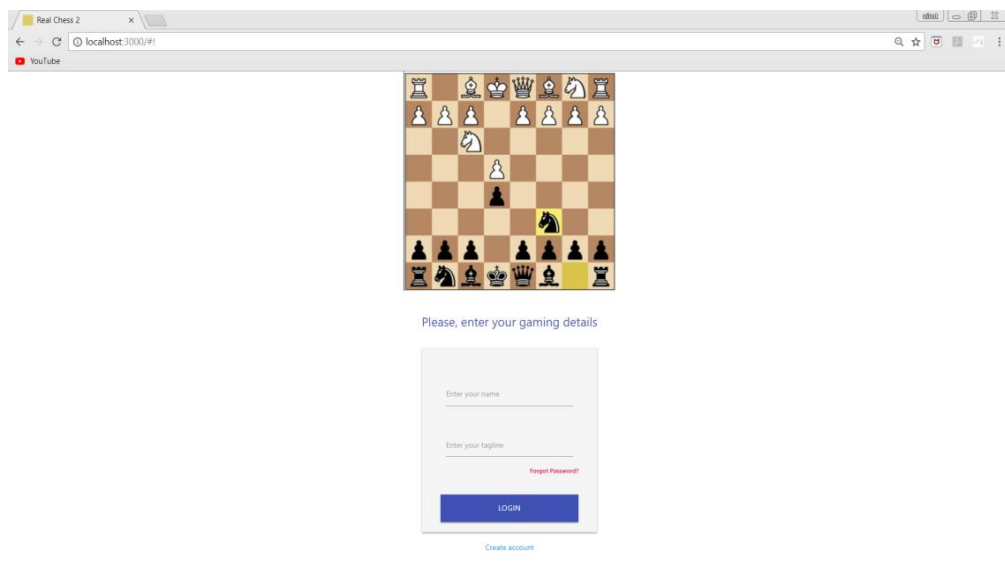 Real Chess 2
localhost:3000/#!
YouTube
Please, enter your gaming details
Enter your name
Enter your tagline
Forgot Password?
LOGIN
Create account